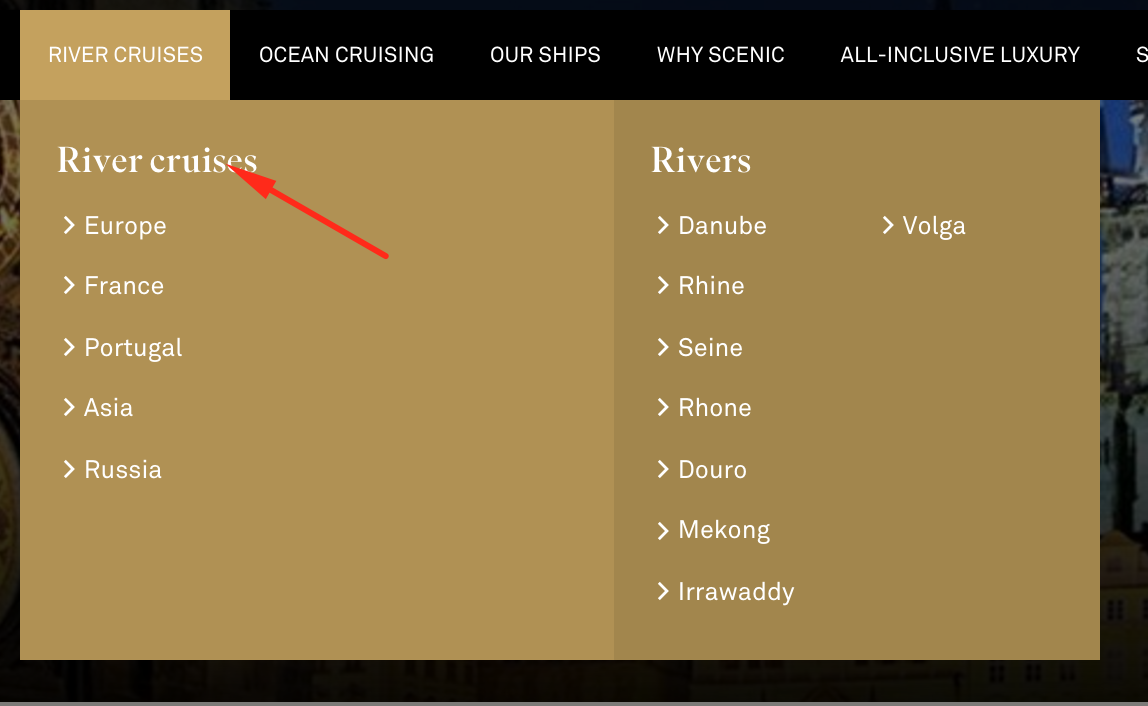 RIVER CRUISES OCEAN CRUISING OUR SHIPS WHY SCENIC ALL-INCLUSIVE LUXURY
River cruises
Europe
France
Portugal
Asia
Russia
Rivers
Danube
Rhine
Seine
Rhone
Douro
Mekong
Irrawaddy
Volga